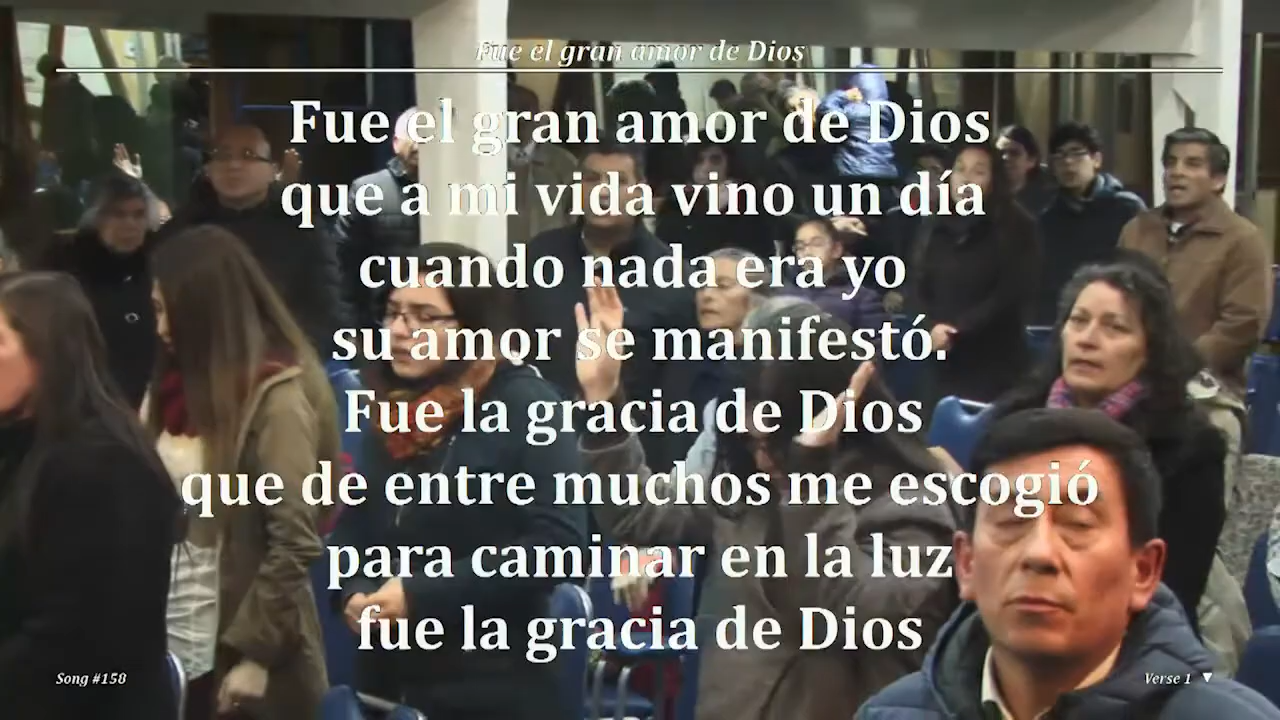 Fue el gran amor de Dios
Fue el gran amor de Dios
que a mi vida vino un día
cuando nada era yo
su amor se manifestó.
Fue la gracia de Dios
que de entre muchos me escogió
para caminar en la luz
fue la gracia de Dios
Song #158
Verse 1 ▼